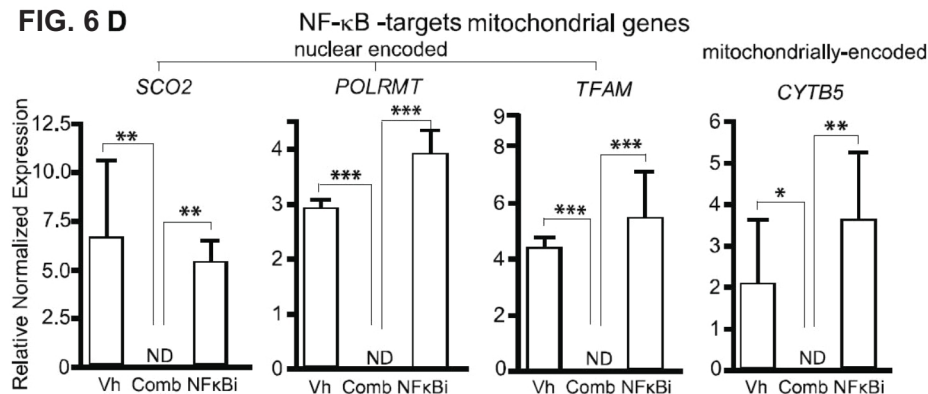 FIG. 6 D
NF-κB -targets mitochondrial genes
nuclear encoded
mitochondrially-encoded
SCO2
POLRMT
TFAM
CYTB5
Relative Normalized Expression
12.5
10.0
7.5
5.0
2.5
0
**
**
ND
Vh Comb NFκBi
4
3
2
1
0
***
***
ND
Vh Comb NFκBi
9
8
6
4
2
0
***
***
ND
Vh Comb NFκBi
6
5
4
3
2
1
0
*
**
ND
Vh Comb NFκBi